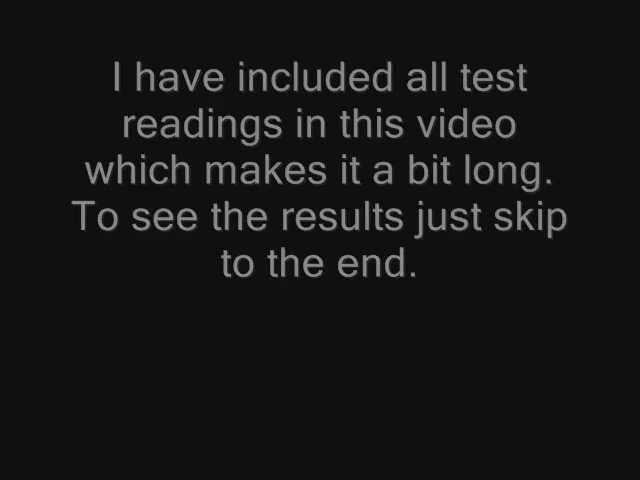 I have included all test
readings in this video
which makes it a bit long.
To see the results just skip
to the end.